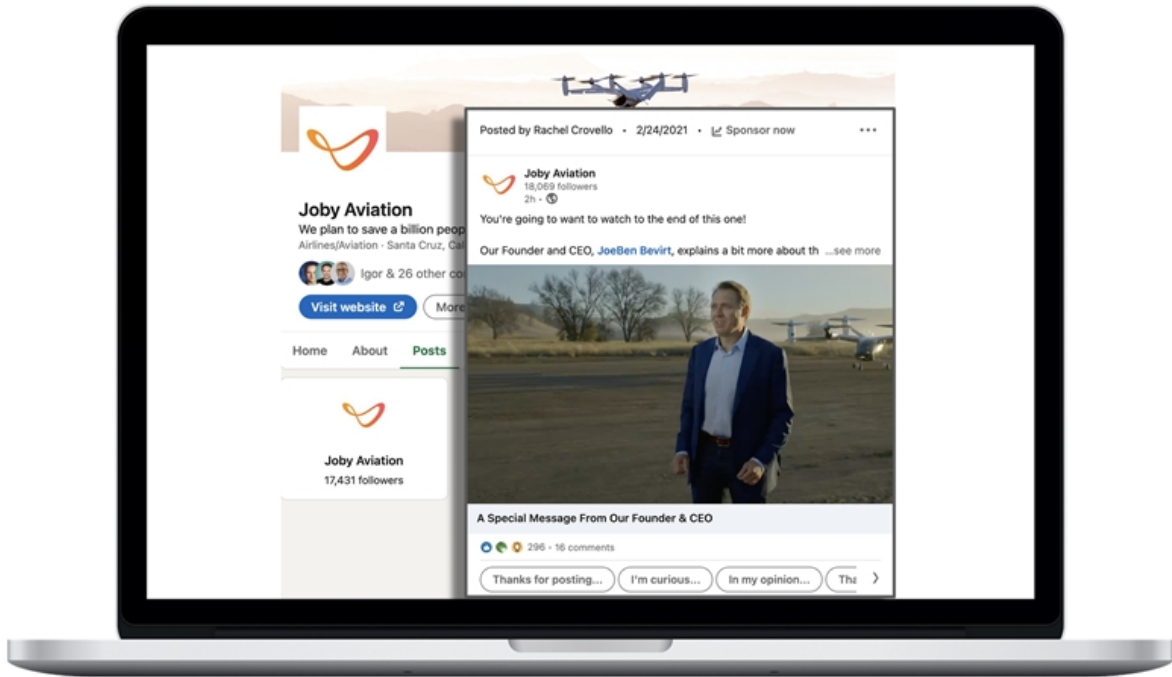 Joby Aviation
We plan to save a billion peop
Airlines/Aviation · Santa Cruz, Cal
Igor & 26 other co
Visit website
More
Home About Posts
Joby Aviation
17,431 followers
Posted by Rachel Crovello • 2/24/2021 • Sponsor now
Joby Aviation
18,069 followers
2h •
You're going to want to watch to the end of this one!
Our Founder and CEO, JoeBen Bevirt, explains a bit more about th ...see more
A Special Message From Our Founder & CEO
296 · 16 comments
Thanks for posting... I'm curious... In my opinion... Tha